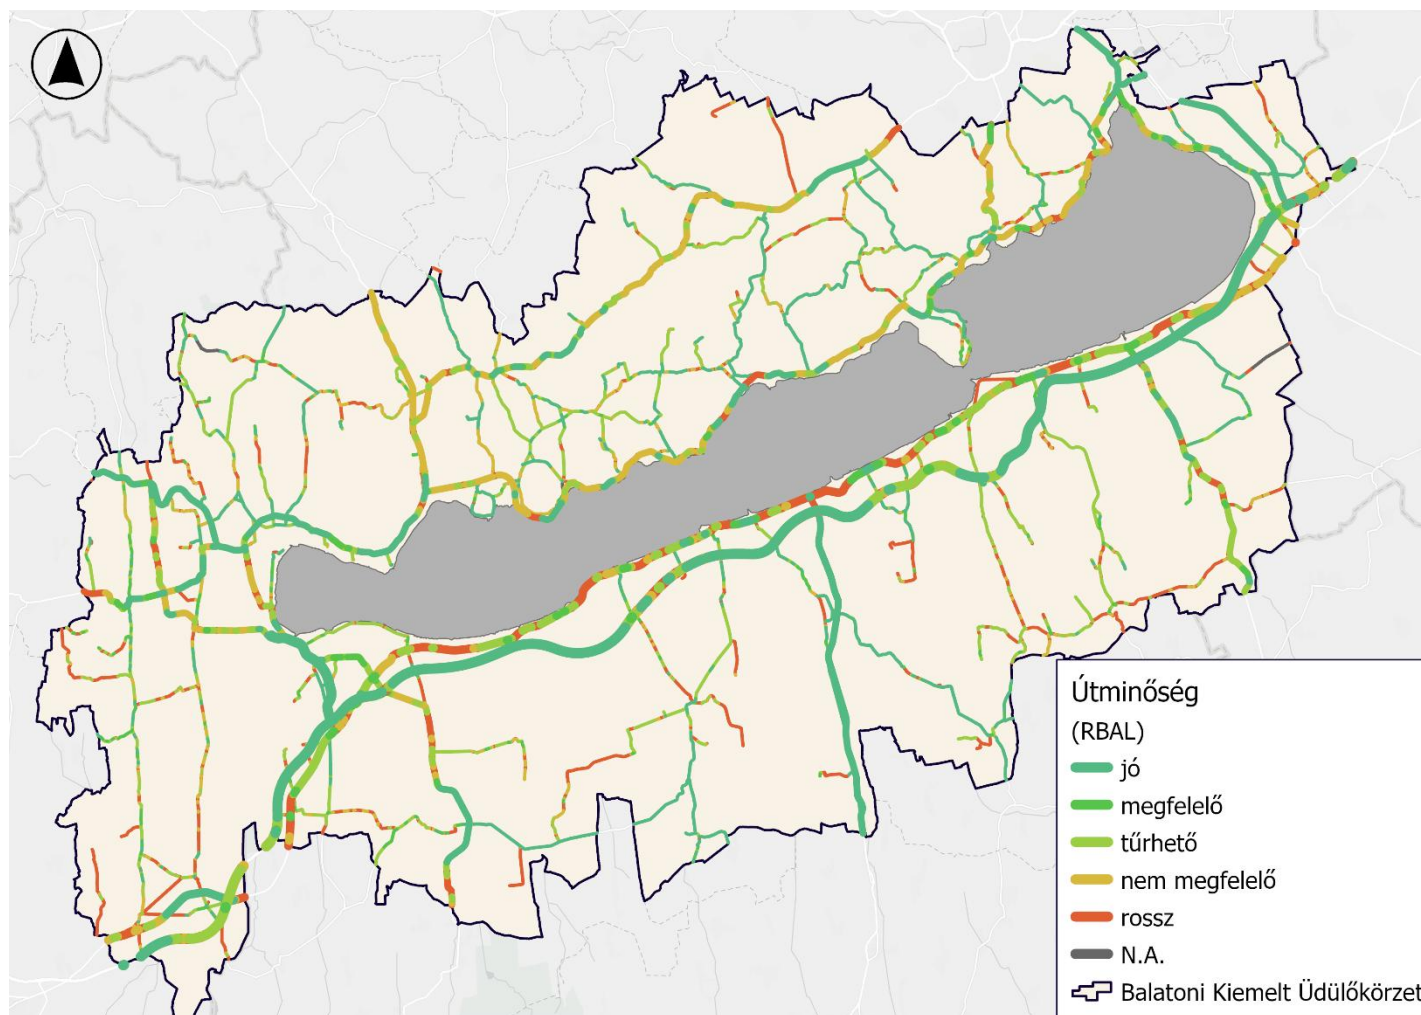 Útminőség
(RBAL)
jó
megfelelő
tűrhető
nem megfelelő
rossz
N.A.
Balatoni Kiemelt Üdülőkörzet